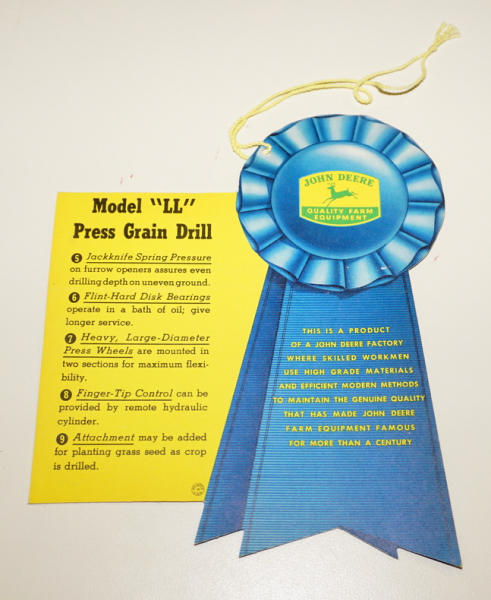 Model "LL"
Press Grain Drill
5 Jackknife Spring Pressure
on furrow openers assures even
drilling depth on uneven ground.
6 Flint-Hard Disk Bearings
operate in a bath of oil; give
longer service.
7 Heavy, Large-Diameter
Press Wheels are mounted in
two sections for maximum flexi-
bility.
8 Finger-Tip Control can be
provided by remote hydraulic
cylinder.
9 Attachment may be added
for planting grass seed as crop
is drilled.
JOHN DEERE
QUALITY FARM
EQUIPMENT
THIS IS A PRODUCT
OF A JOHN DEERE FACTORY
WHERE SKILLED WORKMEN
USE HIGH GRADE MATERIALS
AND EFFICIENT MODERN METHODS
TO MAINTAIN THE GENUINE QUALITY
THAT HAS MADE JOHN DEERE
FARM EQUIPMENT FAMOUS
FOR MORE THAN A CENTURY